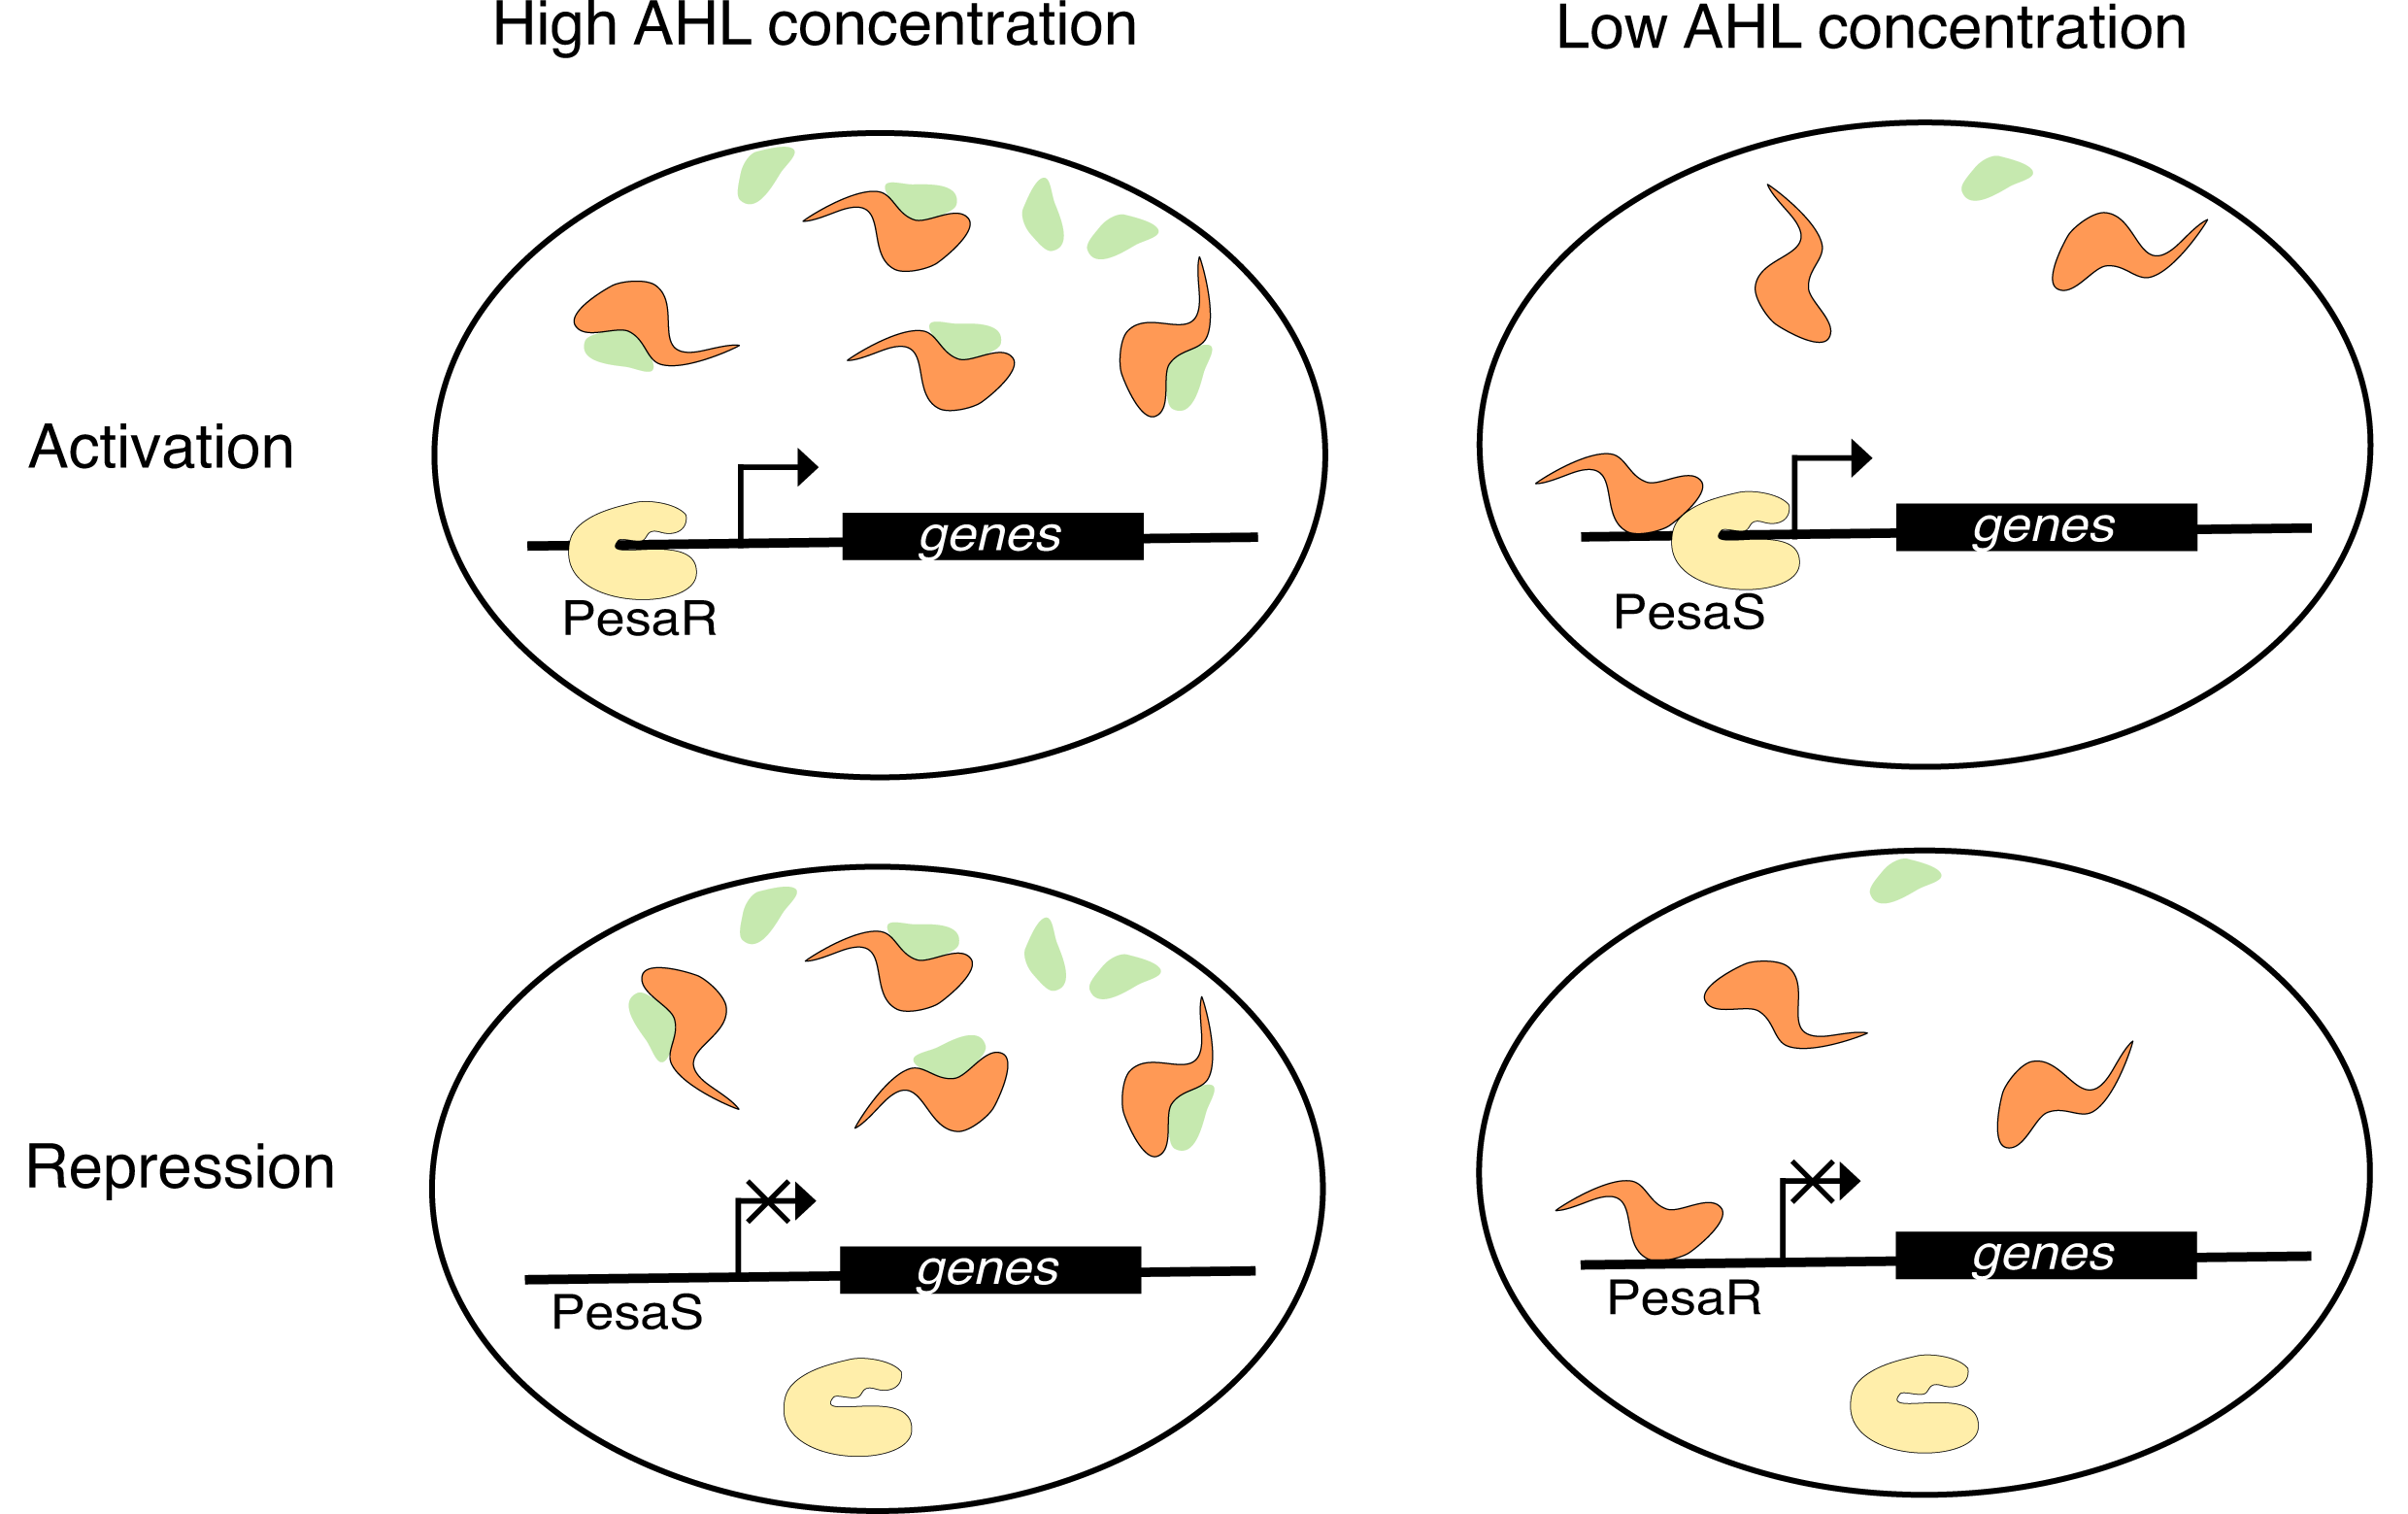 High AHL concentration
Low AHL concentration
Activation
genes
PesaR
genes
PesaS
Repression
genes
PesaS
genes
PesaR